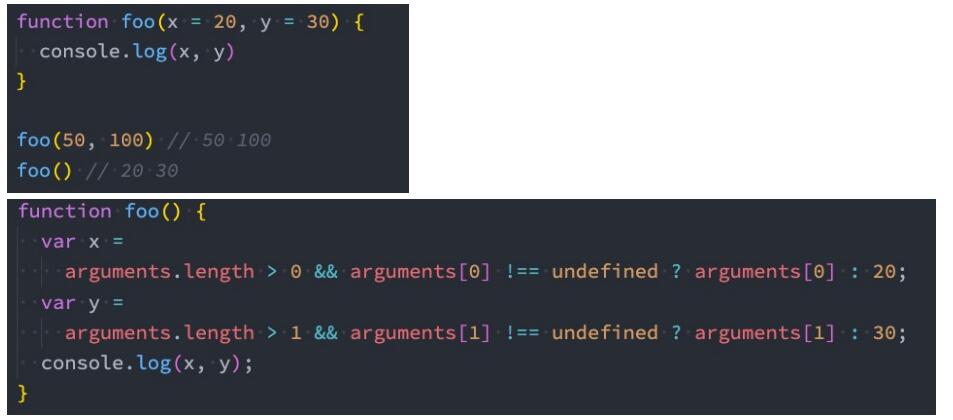 function foo(x = 20, y = 30) {
  console.log(x, y)
}
foo(50, 100) // 50 100
foo() // 20 30
function foo() {
  var x =
    arguments.length > 0 && arguments[0] !== undefined ? arguments[0] : 20;
  var y =
    arguments.length > 1 && arguments[1] !== undefined ? arguments[1] : 30;
  console.log(x, y);
}